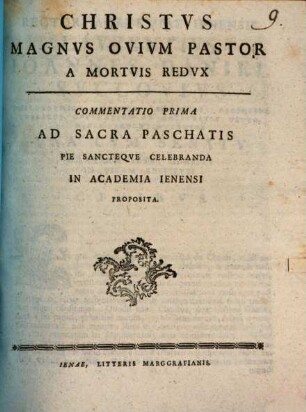 9.
CHRISTVS
MAGNVS OVIVM PASTOR
A MORTVIS REDVX
COMMENTATIO PRIMA
AD SACRA PASCHATIS
PIE SANCTEQVE CELEBRANDA
IN ACADEMIA IENENSI
PROPOSITA.
IENAE, LITTERIS MARGGRAFIANIS.